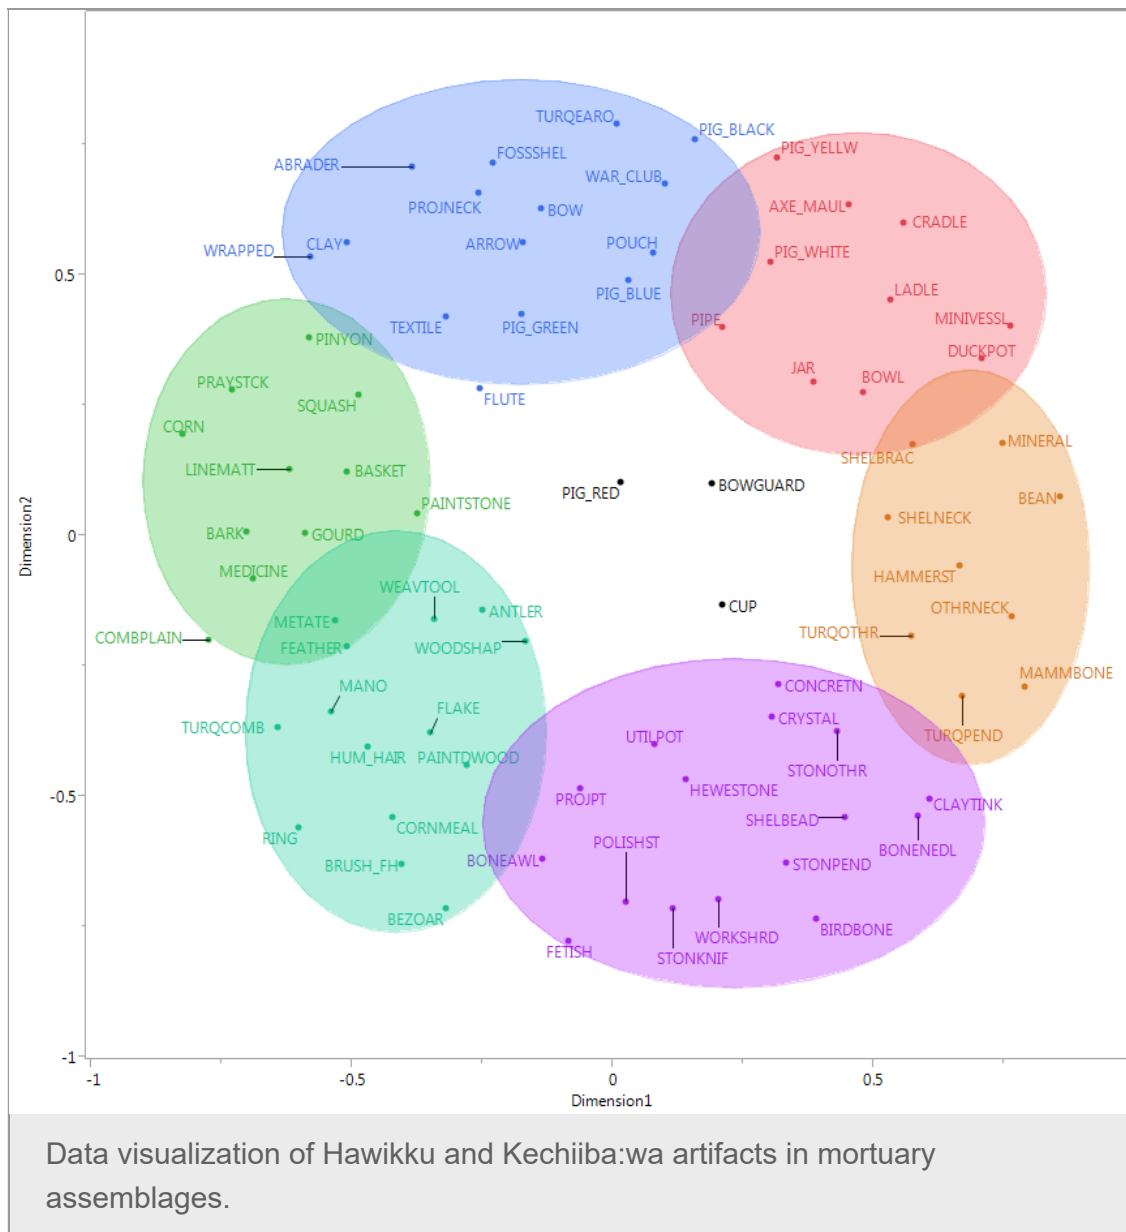 TURQEARO
PIG_BLACK
FOSSSHEL
PIG_YELLW
ABRADER
WAR_CLUB
PROJNECK
BOW
AXE_MAUL
CRADLE
WRAPPED
CLAY
ARROW
POUCH
PIG_WHITE
0.5
PIG_BLUE
LADLE
TEXTILE
PIG_GREEN
PIPE
MINIVESSL
PINYON
DUCKPOT
JAR
BOWL
PRAYSTCK
SQUASH
FLUTE
CORN
SHELBRAC
MINERAL
LINEMATT
BASKET
PIG_RED
BOWGUARD
BEAN
PAINTSTONE
SHELNECK
Dimension2
0
BARK
GOURD
MEDICINE
WEAVTOOL
HAMMERST
ANTLER
CUP
OTHRNECK
METATE
COMBPLAIN
FEATHER
WOODSHAP
TURQOTHR
MANO
CONCRETN
MAMMBONE
TURQCOMB
FLAKE
CRYSTAL
UTILPOT
TURQPEND
HUM_HAIR
PAINTDWOOD
STONOTHR
-0.5
PROJPT
HEWESTONE
CLAYTINK
RING
CORNMEAL
SHELBEAD
BONENEDL
POLISHST
BRUSH_FH
BONEAWL
STONPEND
BEZOAR
WORKSHRD
BIRDBONE
FETISH
STONKNIF
-1
-1
-0.5
0
0.5
Dimension1
Data visualization of Hawikku and Kechiiba:wa artifacts in mortuary
assemblages.